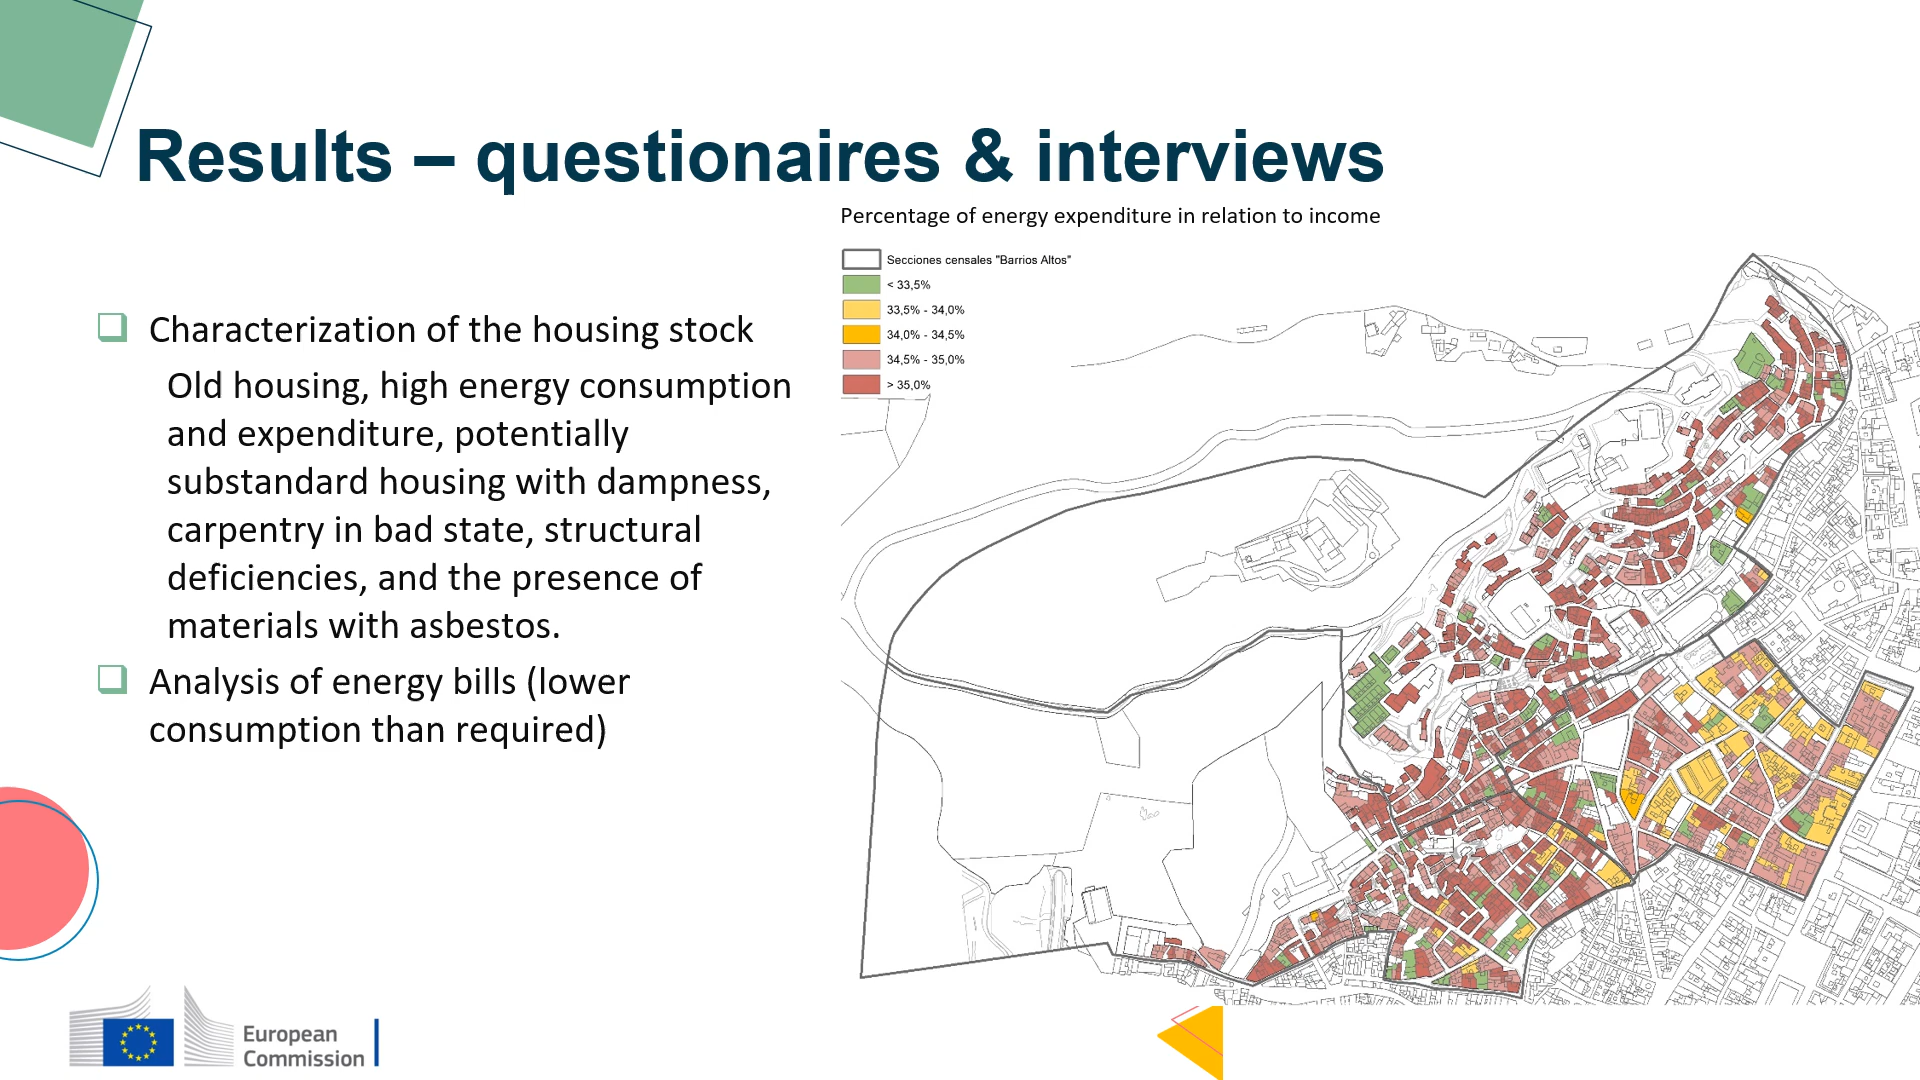 Results – questionaires & interviews
Percentage of energy expenditure in relation to income
Secciones censales "Barrios Altos"
< 33,5%
33,5% - 34,0%
34,0% - 34,5%
34,5% - 35,0%
> 35,0%
Characterization of the housing stock
Old housing, high energy consumption
and expenditure, potentially
substandard housing with dampness,
carpentry in bad state, structural
deficiencies, and the presence of
materials with asbestos.
Analysis of energy bills (lower
consumption than required)
European
Commission